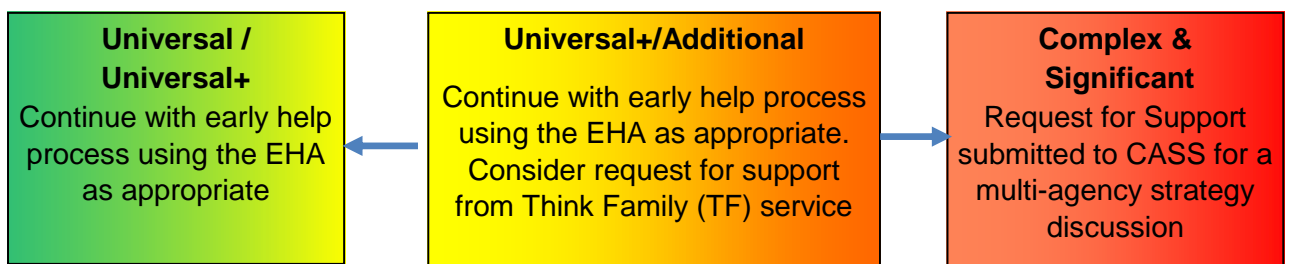 Universal /
Universal+
Continue with early help
process using the EHA
as appropriate
Universal+/Additional
Continue with early help process
using the EHA as appropriate.
Consider request for support
from Think Family (TF) service
Complex &
Significant
Request for Support
submitted to CASS for a
multi-agency strategy
discussion